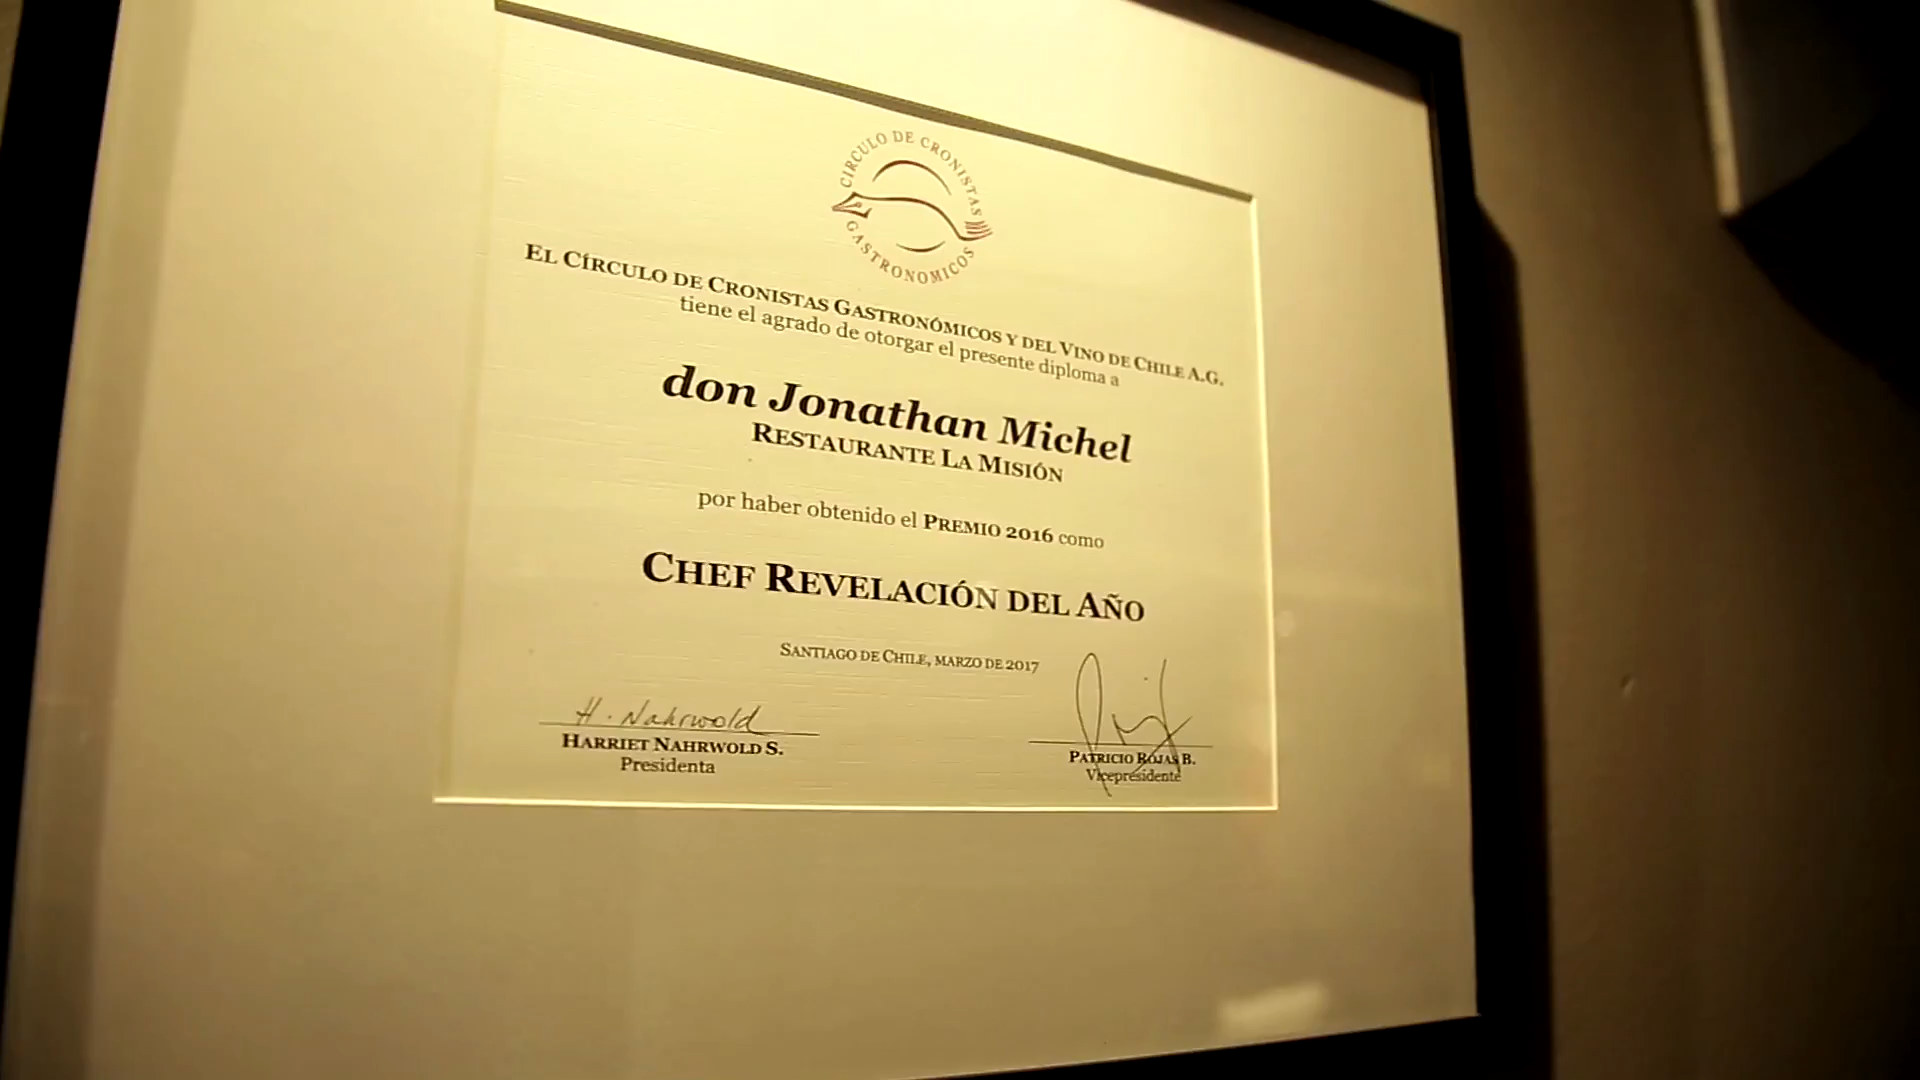 CIRCULO DE CRONISTAS
GASTRONOMICOS
EL CÍRCULO DE CRONISTAS GASTRONÓMICOS Y DEL VINO DE CHILE A.G.
tiene el agrado de otorgar el presente diploma a
don Jonathan Michel
RESTAURANTE LA MISIÓN
por haber obtenido el PREMIO 2016 como
CHEF REVELACIÓN DEL AÑO
SANTIAGO DE CHILE, MARZO DE 2017
H. Nahrwold
HARRIET NAHRWOLD S.
Presidenta
PATRICIO ROJAS B.
Vicepresidente